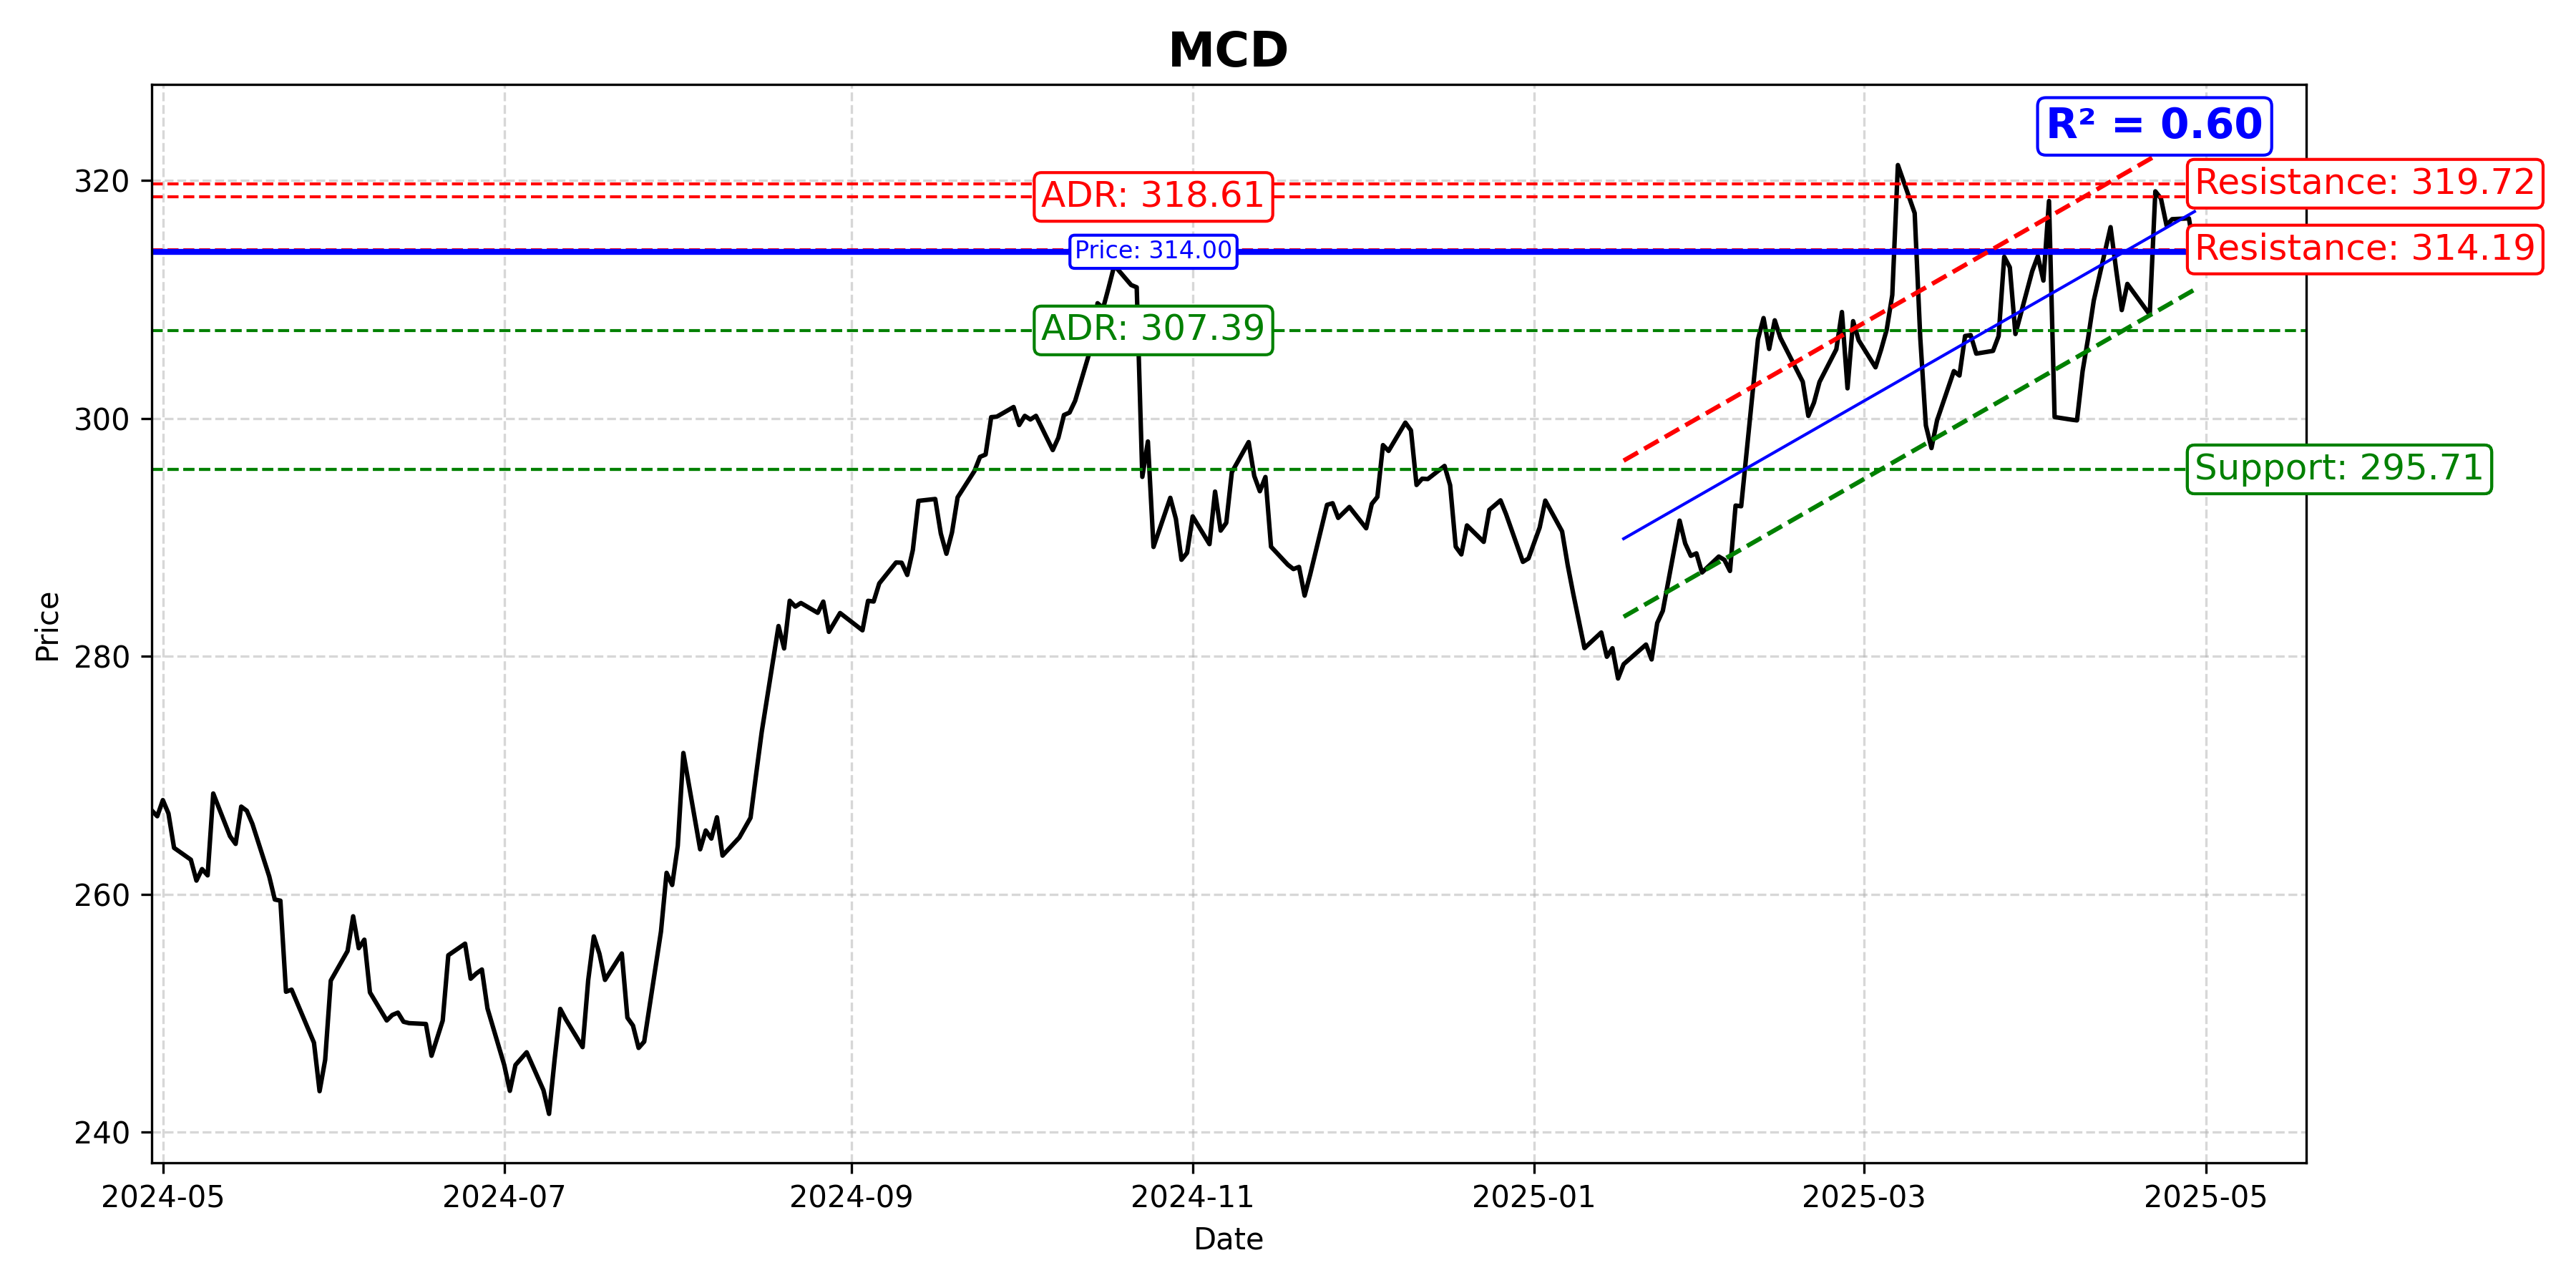 MCD
R² = 0.60
320
ADR: 318.61
Resistance: 319.72
Price: 314.00
Resistance: 314.19
ADR: 307.39
300
Support: 295.71
280
260
240
Price
2024-05
2024-07
2024-09
2024-11
2025-01
2025-03
2025-05
Date